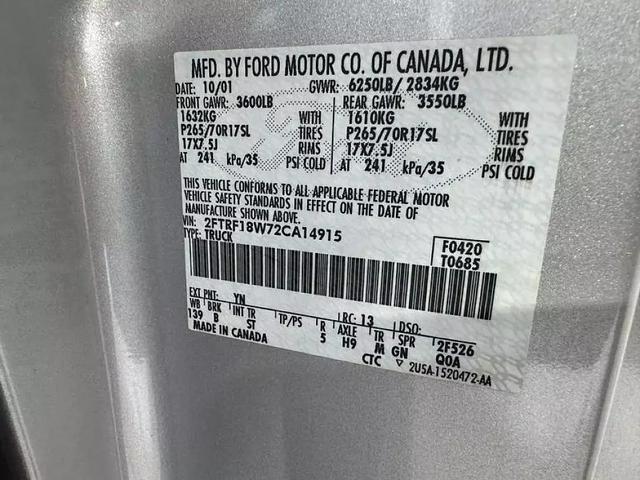 MFD. BY FORD MOTOR CO. OF CANADA, LTD.
10/01 GVWR: 6250LB/ 2834KG
FRONT GAWR: 3600LB REAR GAWR: 3550LB
1632KG WITH 1610KG WITH
P265/70R17SL TIRES P265/70R17SL TIRES
17X7.5J RIMS 17X7.5J RIMS
AT 241 kPa/35 PSI COLD AT 241 kPa/35 PSI COLD
THIS VEHICLE CONFORMS TO ALL APPLICABLE FEDERAL MOTOR
VEHICLE SAFETY STANDARDS IN EFFECT ON THE DATE OF
MANUFACTURE SHOWN ABOVE.
VIN: 2FTRF18W72CA14915
TYPE: TRUCK
F0420
T0685
EXT PNT: YN RC: 13 DSO:
WB BRK INT TR TP/PS R AXLE TR SPR 2F526
139 B ST 5 H9 M GN Q0A
MADE IN CANADA CTC ▽ 2U5A-1520472-AA